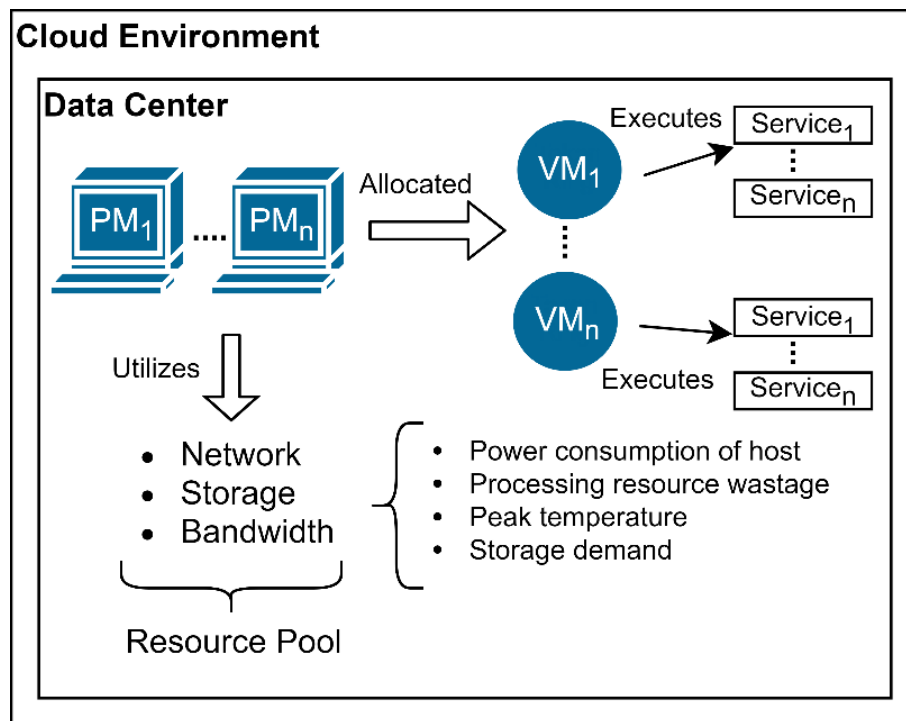 Cloud Environment
Data Center
PM1 .... PMn
Allocated
VM1
VMn
Executes
Service1
Servicen
Executes
Service1
Servicen
Utilizes
• Network
• Storage
• Bandwidth
Resource Pool
• Power consumption of host
• Processing resource wastage
• Peak temperature
• Storage demand